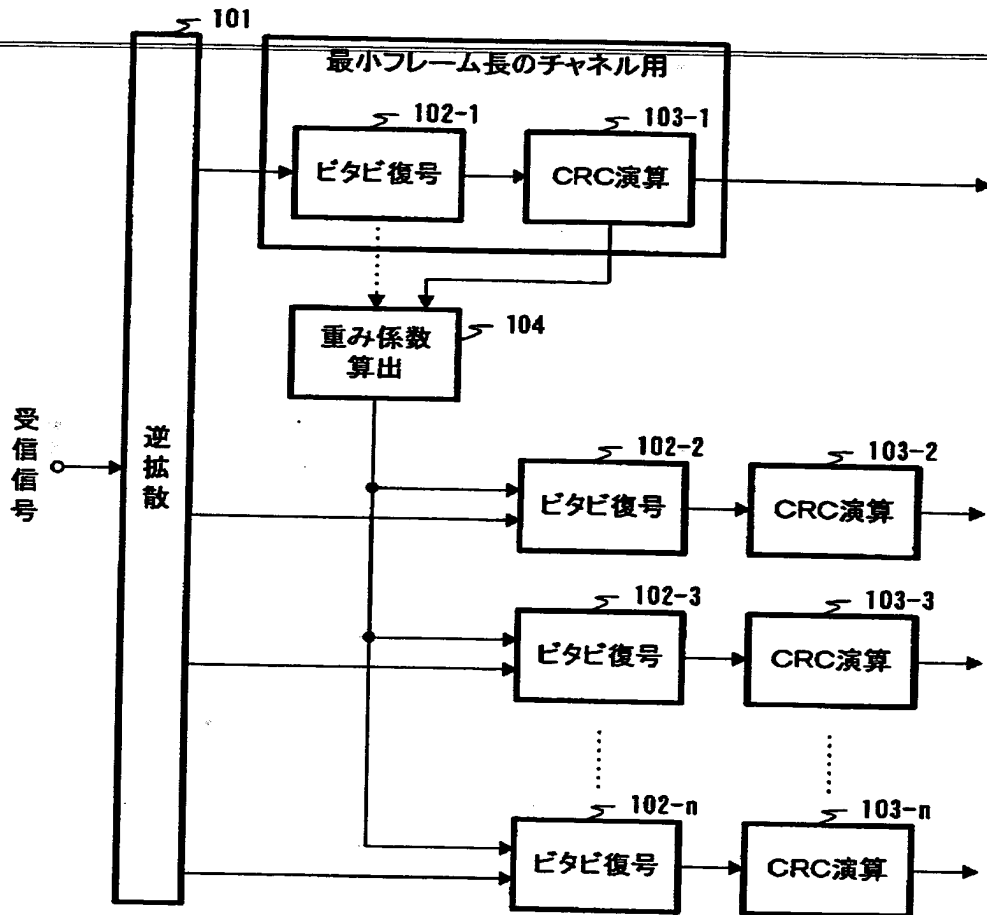 101
最小フレーム長のチャネル用
102-1
103-1
ビタビ復号
CRC演算
重み係数
算出
104
受信信号
逆拡散
102-2
103-2
ビタビ復号
CRC演算
102-3
103-3
ビタビ復号
CRC演算
102-n
103-n
ビタビ復号
CRC演算